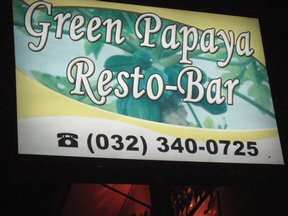 Green Papaya
Resto-Bar
☎ (032) 340-0725